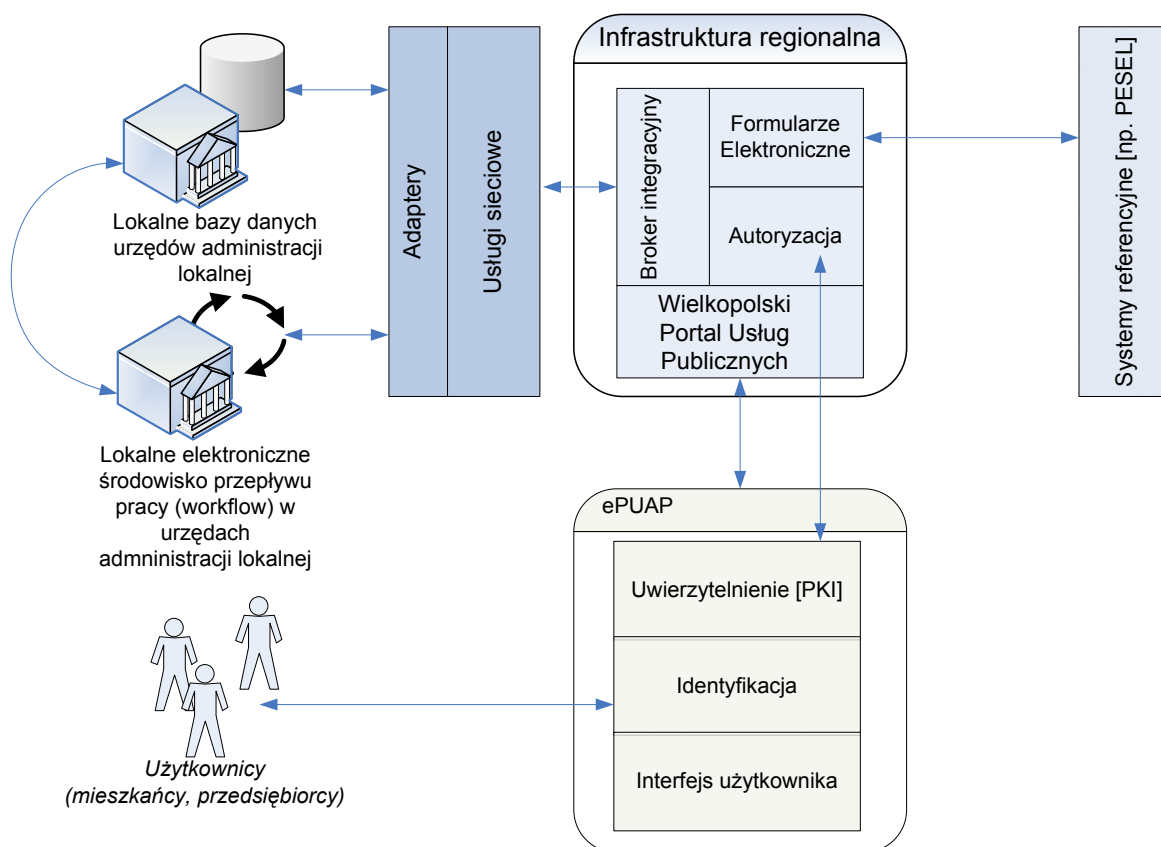 Infrastruktura regionalna
Broker integracyjny
Formularze
Elektroniczne
Autoryzacja
Wielkopolski
Portal Usług
Publicznych
Adaptery
Usługi sieciowe
Systemy referencyjne [np. PESEL]
Lokalne bazy danych
urzędów administracji
lokalnej
Lokalne elektroniczne
środowisko przepływu
pracy (workflow) w
urzędach
admninistracji lokalnej
ePUAP
Uwierzytelnienie [PKI]
Identyfikacja
Interfejs użytkownika
Użytkownicy
(mieszkańcy, przedsiębiorcy)